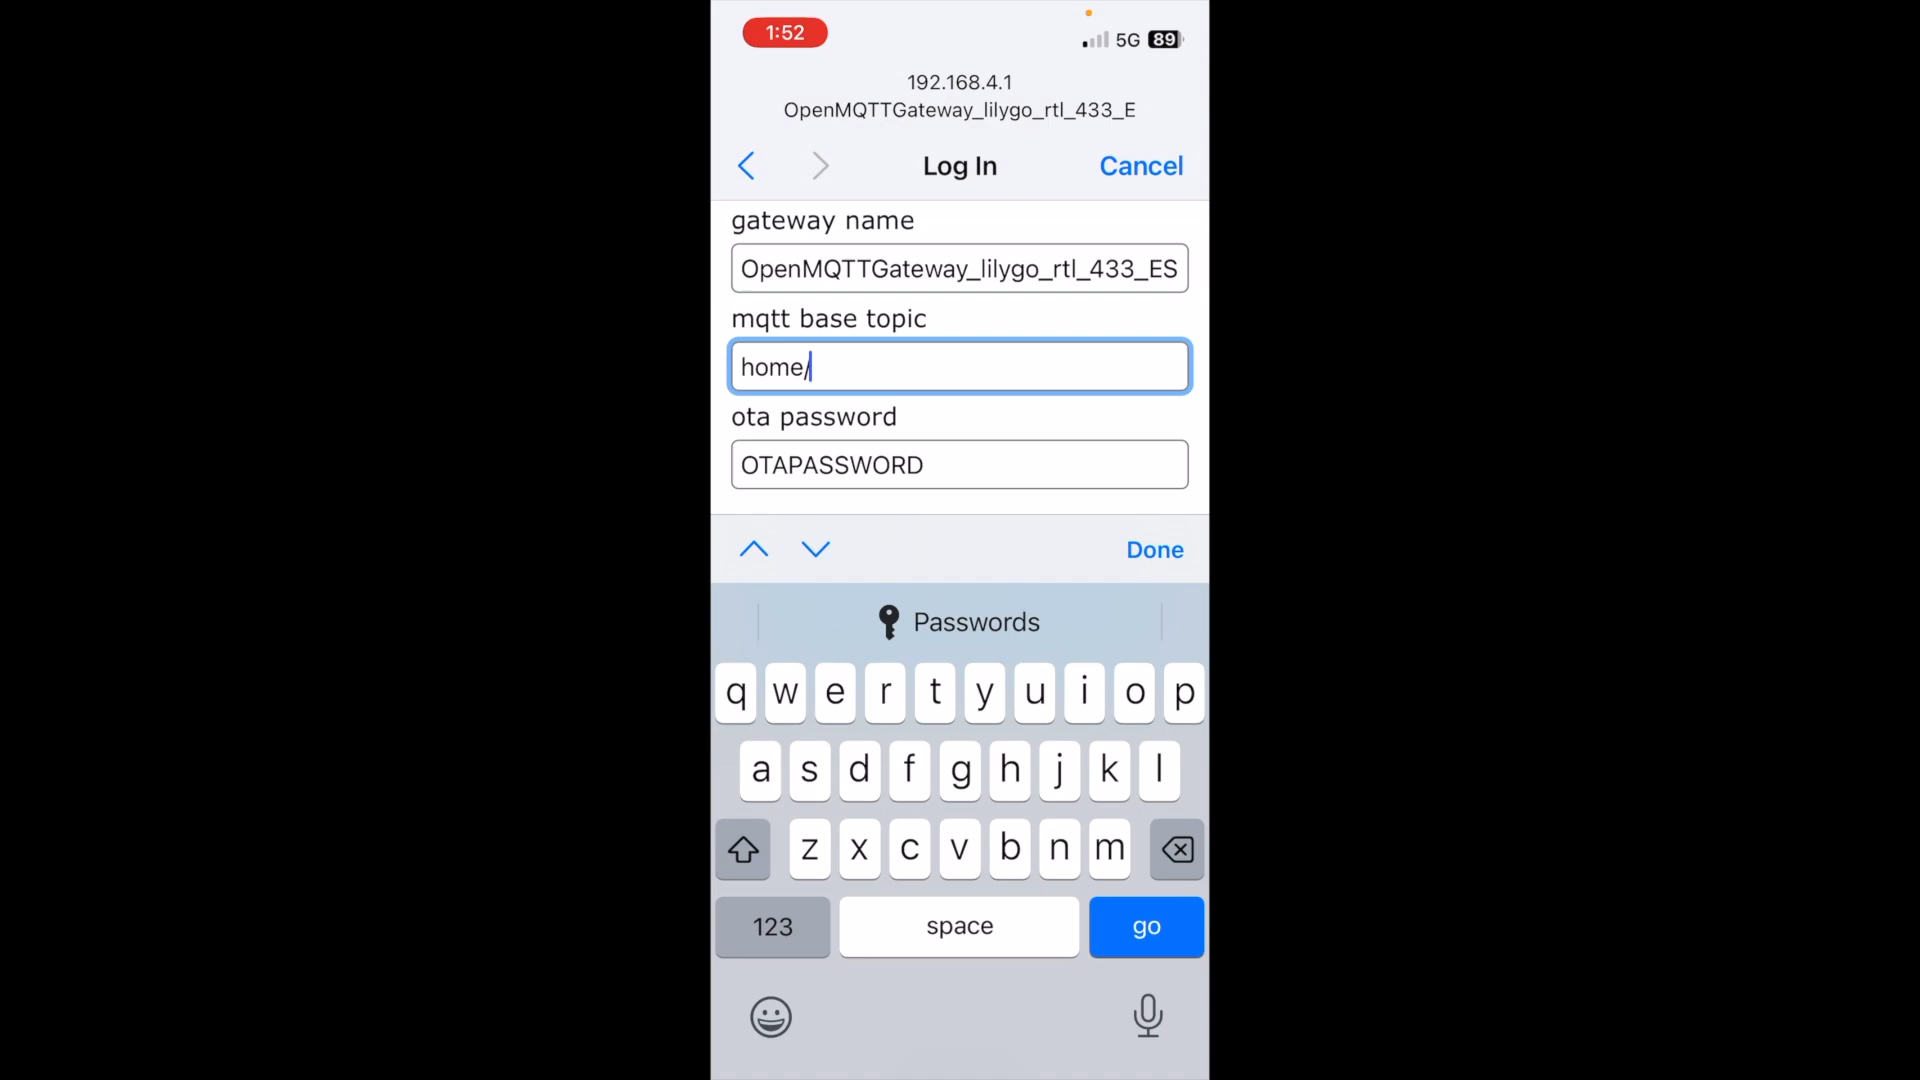 1:52
5G 89
192.168.4.1
OpenMQTTGateway_lilygo_rtl_433_E
Log In
Cancel
gateway name
OpenMQTTGateway_lilygo_rtl_433_ES
mqtt base topic
home/
ota password
OTAPASSWORD
Done
Passwords
q w e r t y u i o p
a s d f g h j k l
z x c v b n m
123 space go